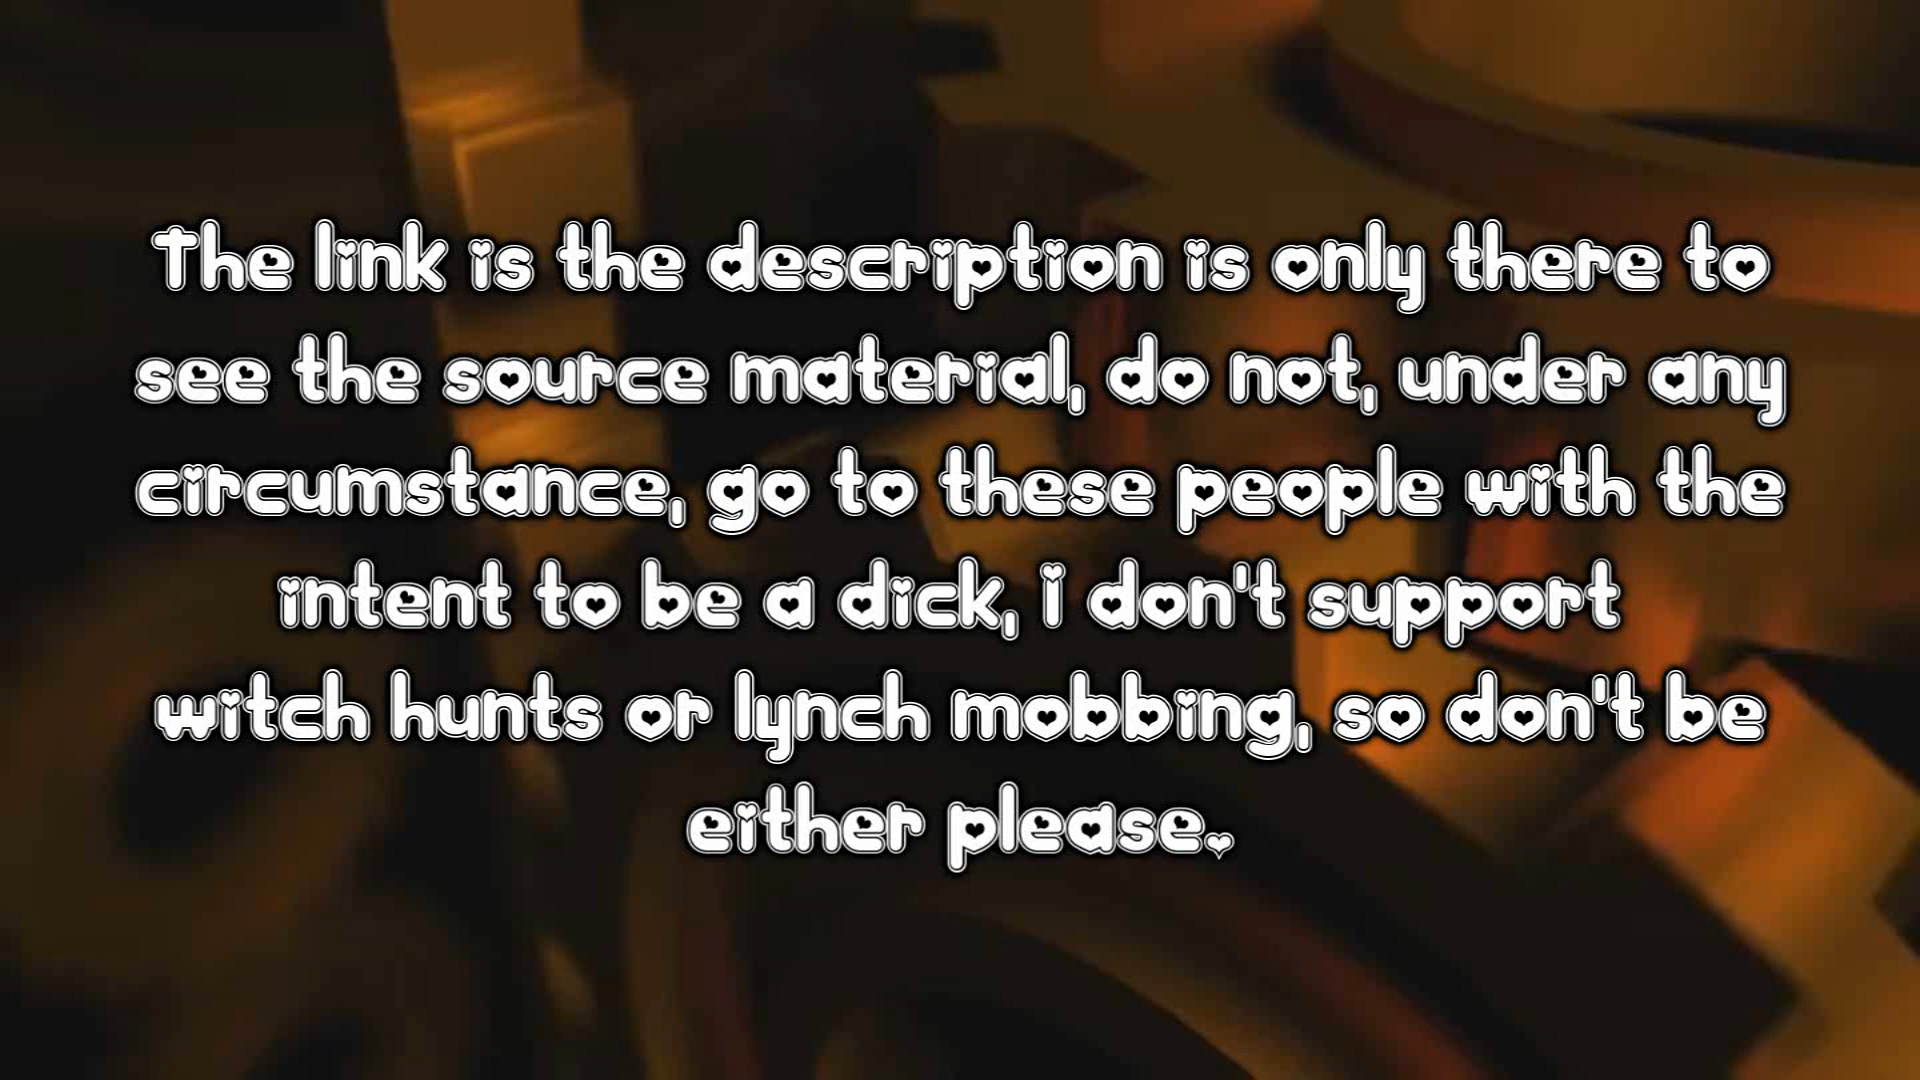 The link is the description is only there to
see the source material, do not, under any
circumstance, go to these people with the
intent to be a dick, i don't support
witch hunts or lynch mobbing, so don't be
either please.